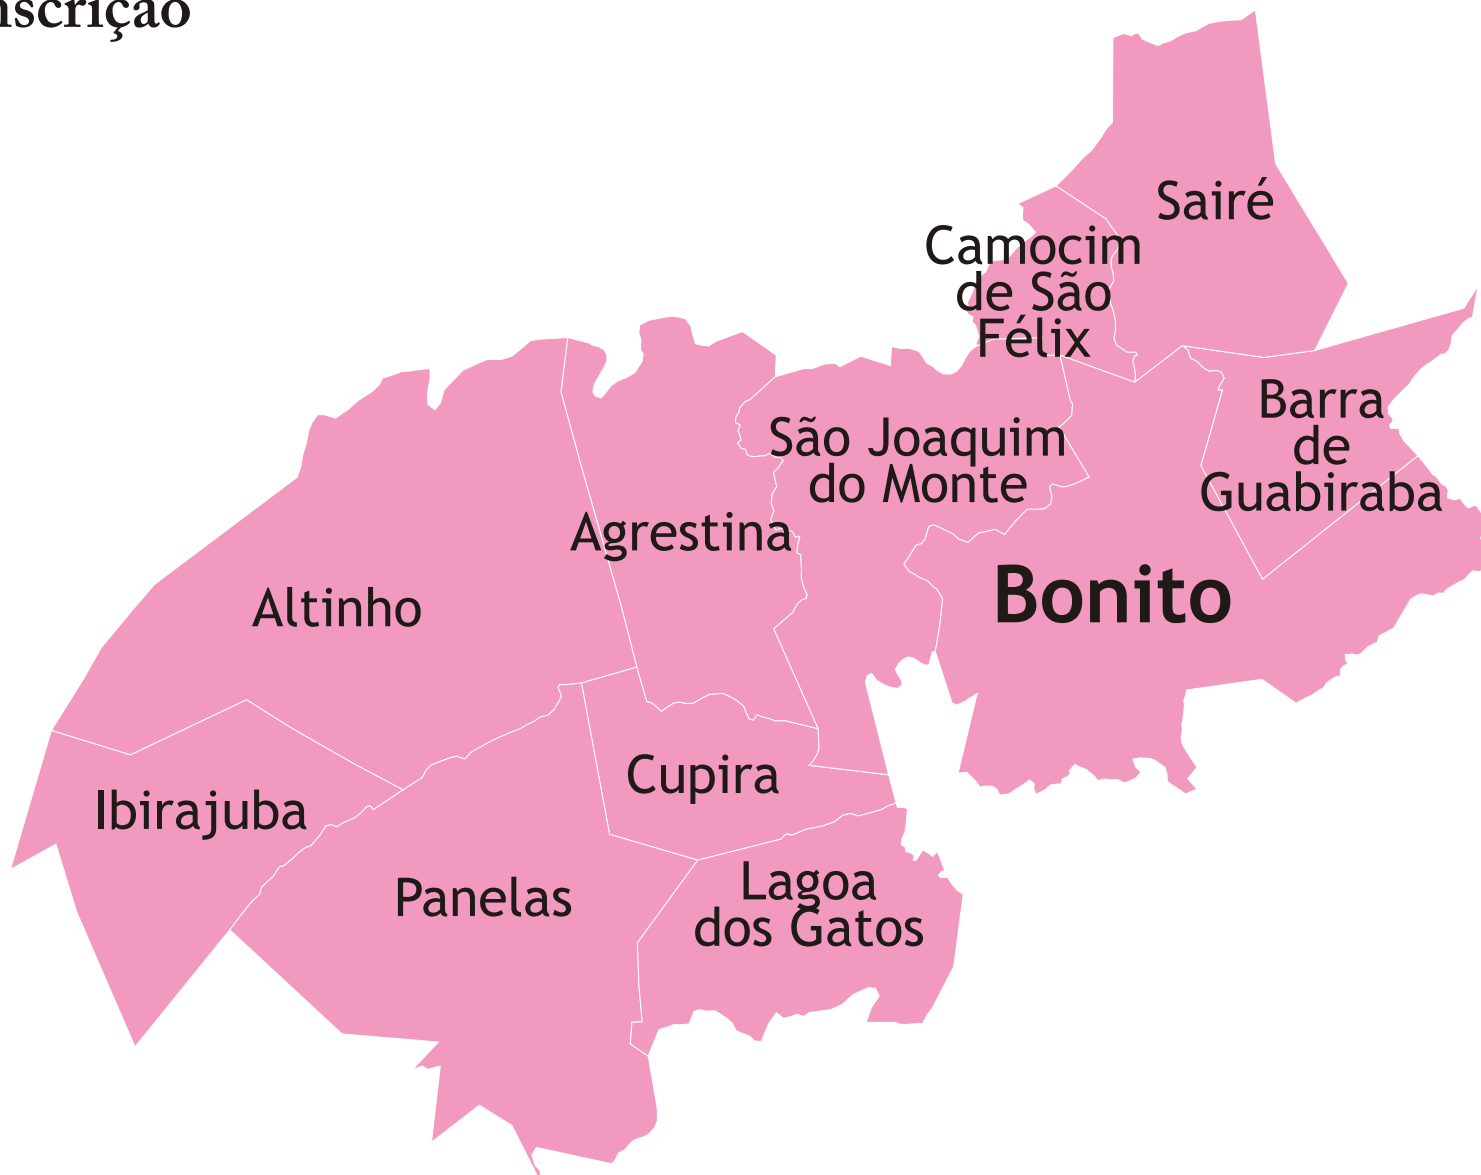 Sairé
Camocim
de São
Félix
Barra
de
Guabiraba
São Joaquim
do Monte
Agrestina
Bonito
Altinho
Cupira
Ibirajuba
Panelas
Lagoa
dos Gatos